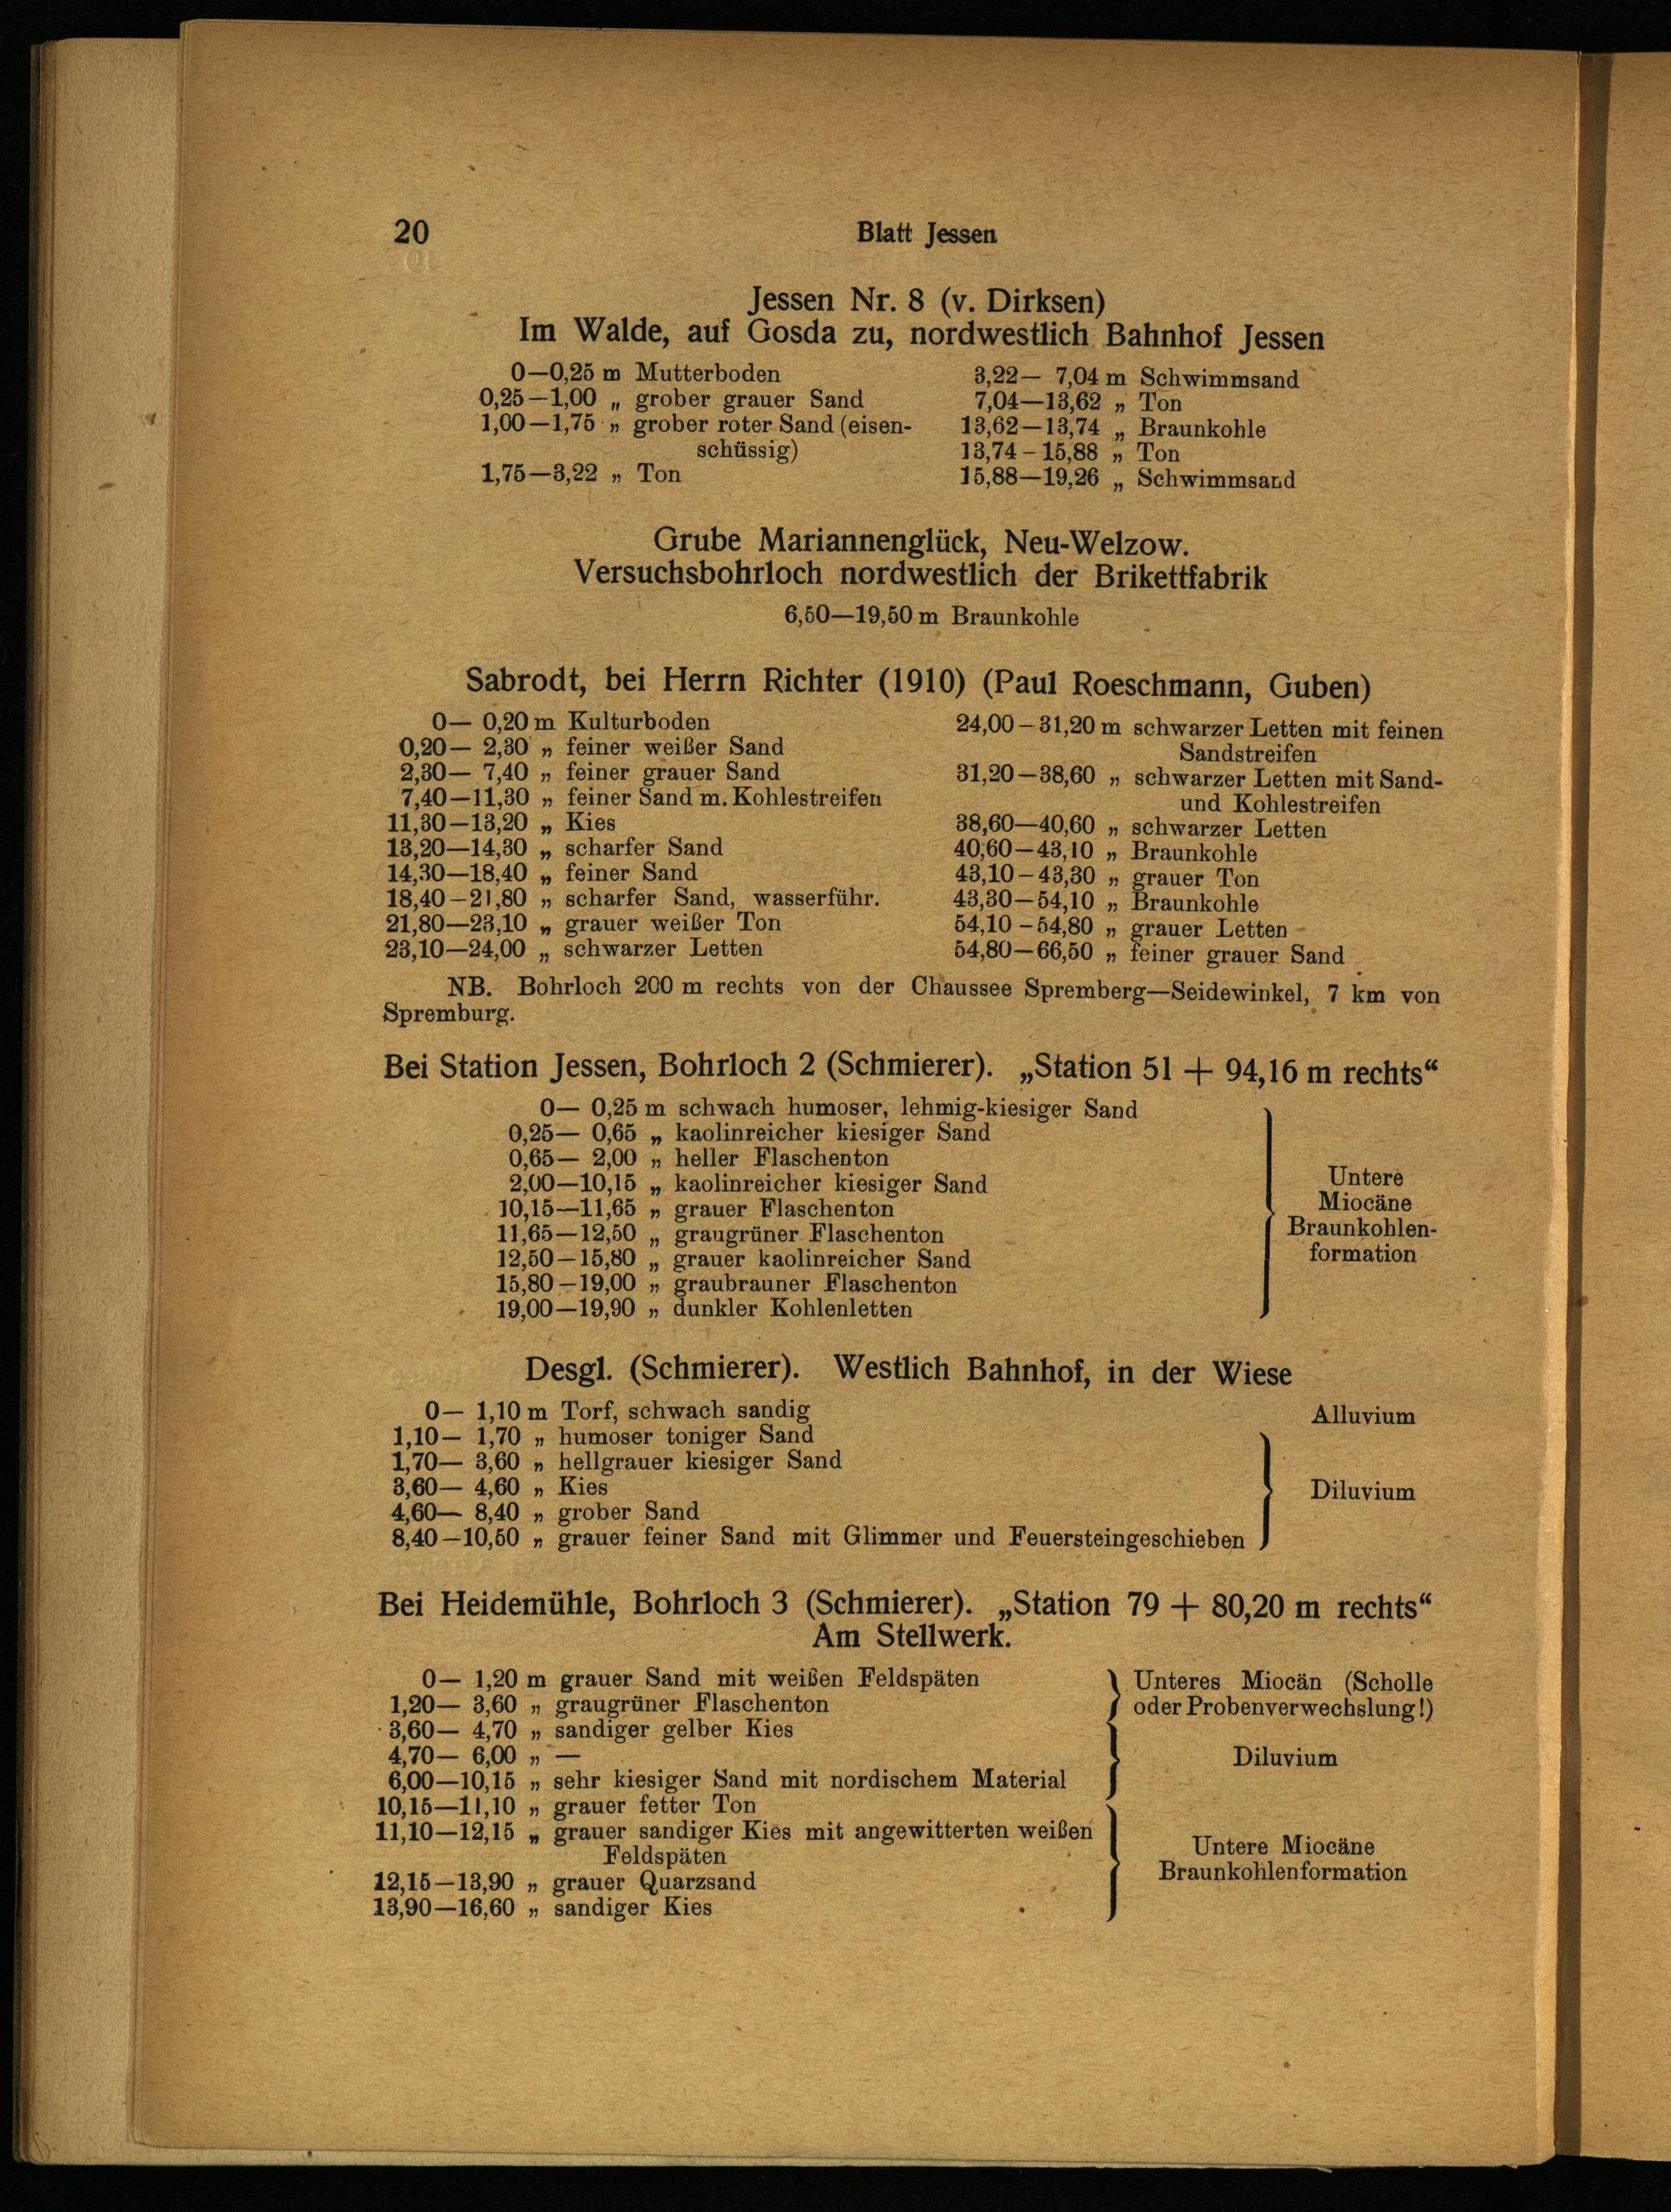 20
Blatt Jessen
Jessen Nr. 8 (v. Dirksen)
Im Walde, auf Gosda zu, nordwestlich Bahnhof Jessen
0—0,25 m Mutterboden
0,25—1,00 „ grober grauer Sand
1,00—1,75 „ grober roter Sand (eisen-
schüssig)
1,75—3,22 „ Ton
3,22— 7,04 m Schwimmsand
7,04—13,62 „ Ton
13,62—13,74 „ Braunkohle
13,74—15,88 „ Ton
15,88—19,26 „ Schwimmsand
Grube Mariannenglück, Neu-Welzow.
Versuchsbohrloch nordwestlich der Brikettfabrik
6,50—19,50 m Braunkohle
Sabrodt, bei Herrn Richter (1910) (Paul Roeschmann, Guben)
0— 0,20 m Kulturboden
0,20— 2,30 „ feiner weißer Sand
2,30— 7,40 „ feiner grauer Sand
7,40—11,30 „ feiner Sand m. Kohlestreifen
11,30—13,20 „ Kies
13,20—14,30 „ scharfer Sand
14,30—18,40 „ feiner Sand
18,40—21,80 „ scharfer Sand, wasserführ.
21,80—23,10 „ grauer weißer Ton
23,10—24,00 „ schwarzer Letten
24,00—31,20 m schwarzer Letten mit feinen
Sandstreifen
31,20—38,60 „ schwarzer Letten mit Sand-
und Kohlestreifen
38,60—40,60 „ schwarzer Letten
40,60—43,10 „ Braunkohle
43,10—43,30 „ grauer Ton
43,30—54,10 „ Braunkohle
54,10—54,80 „ grauer Letten
54,80—66,50 „ feiner grauer Sand
NB. Bohrloch 200 m rechts von der Chaussee Spremberg—Seidewinkel, 7 km von
Spremburg.
Bei Station Jessen, Bohrloch 2 (Schmierer). „Station 51 + 94,16 m rechts“
0— 0,25 m schwach humoser, lehmig-kiesiger Sand
0,25— 0,65 „ kaolinreicher kiesiger Sand
0,65— 2,00 „ heller Flaschenton
2,00—10,15 „ kaolinreicher kiesiger Sand
10,15—11,65 „ grauer Flaschenton
11,65—12,50 „ graugrüner Flaschenton
12,50—15,80 „ grauer kaolinreicher Sand
15,80—19,00 „ graubrauner Flaschenton
19,00—19,90 „ dunkler Kohlenletten
Untere
Miocäne
Braunkohlen-
formation
Desgl. (Schmierer). Westlich Bahnhof, in der Wiese
0— 1,10 m Torf, schwach sandig
Alluvium
1,10— 1,70 „ humoser toniger Sand
1,70— 3,60 „ hellgrauer kiesiger Sand
3,60— 4,60 „ Kies
4,60— 8,40 „ grober Sand
8,40—10,50 „ grauer feiner Sand mit Glimmer und Feuersteingeschieben
Diluvium
Bei Heidemühle, Bohrloch 3 (Schmierer). „Station 79 + 80,20 m rechts“
Am Stellwerk.
0— 1,20 m grauer Sand mit weißen Feldspäten
1,20— 3,60 „ graugrüner Flaschenton
Unteres Miocän (Scholle
oder Probenverwechslung!)
3,60— 4,70 „ sandiger gelber Kies
4,70— 6,00 „ —
6,00—10,15 „ sehr kiesiger Sand mit nordischem Material
Diluvium
10,15—11,10 „ grauer fetter Ton
11,10—12,15 „ grauer sandiger Kies mit angewitterten weißen
Feldspäten
12,15—13,90 „ grauer Quarzsand
13,90—16,60 „ sandiger Kies
Untere Miocäne
Braunkohlenformation